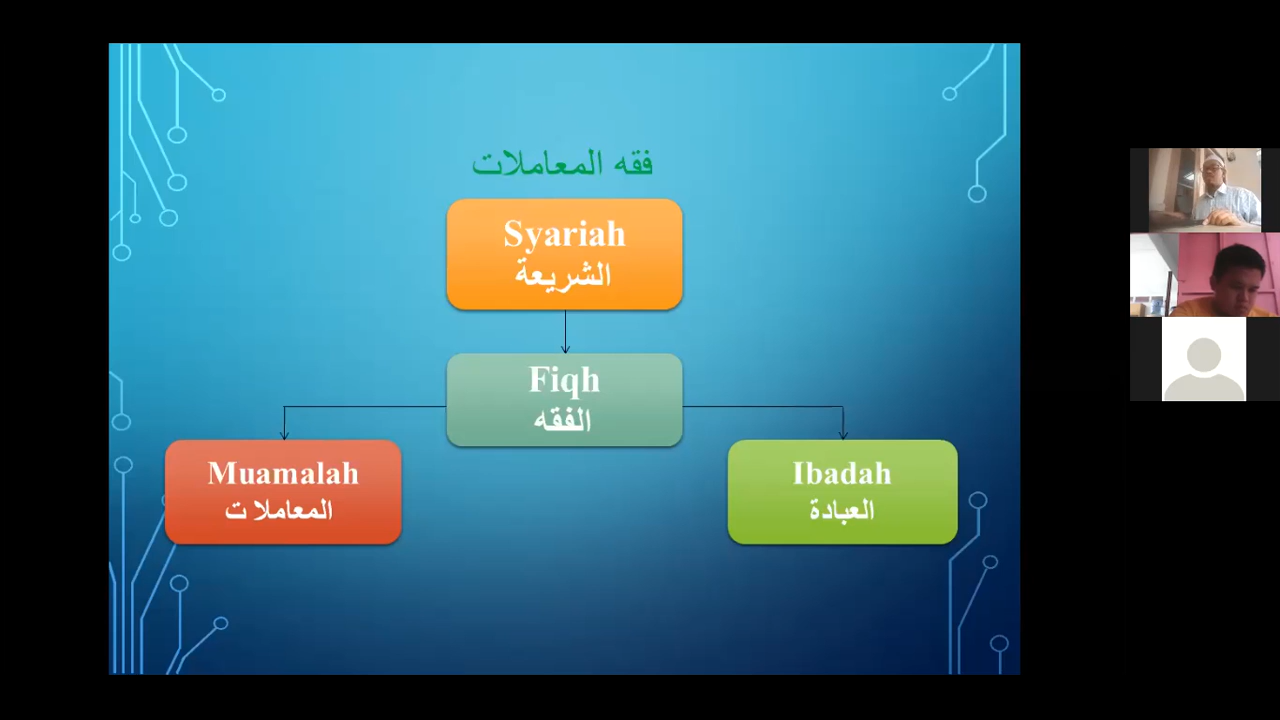 فقه المعاملات
Syariah
الشريعة
Fiqh
الفقه
Muamalah
المعاملا ت
Ibadah
العبادة